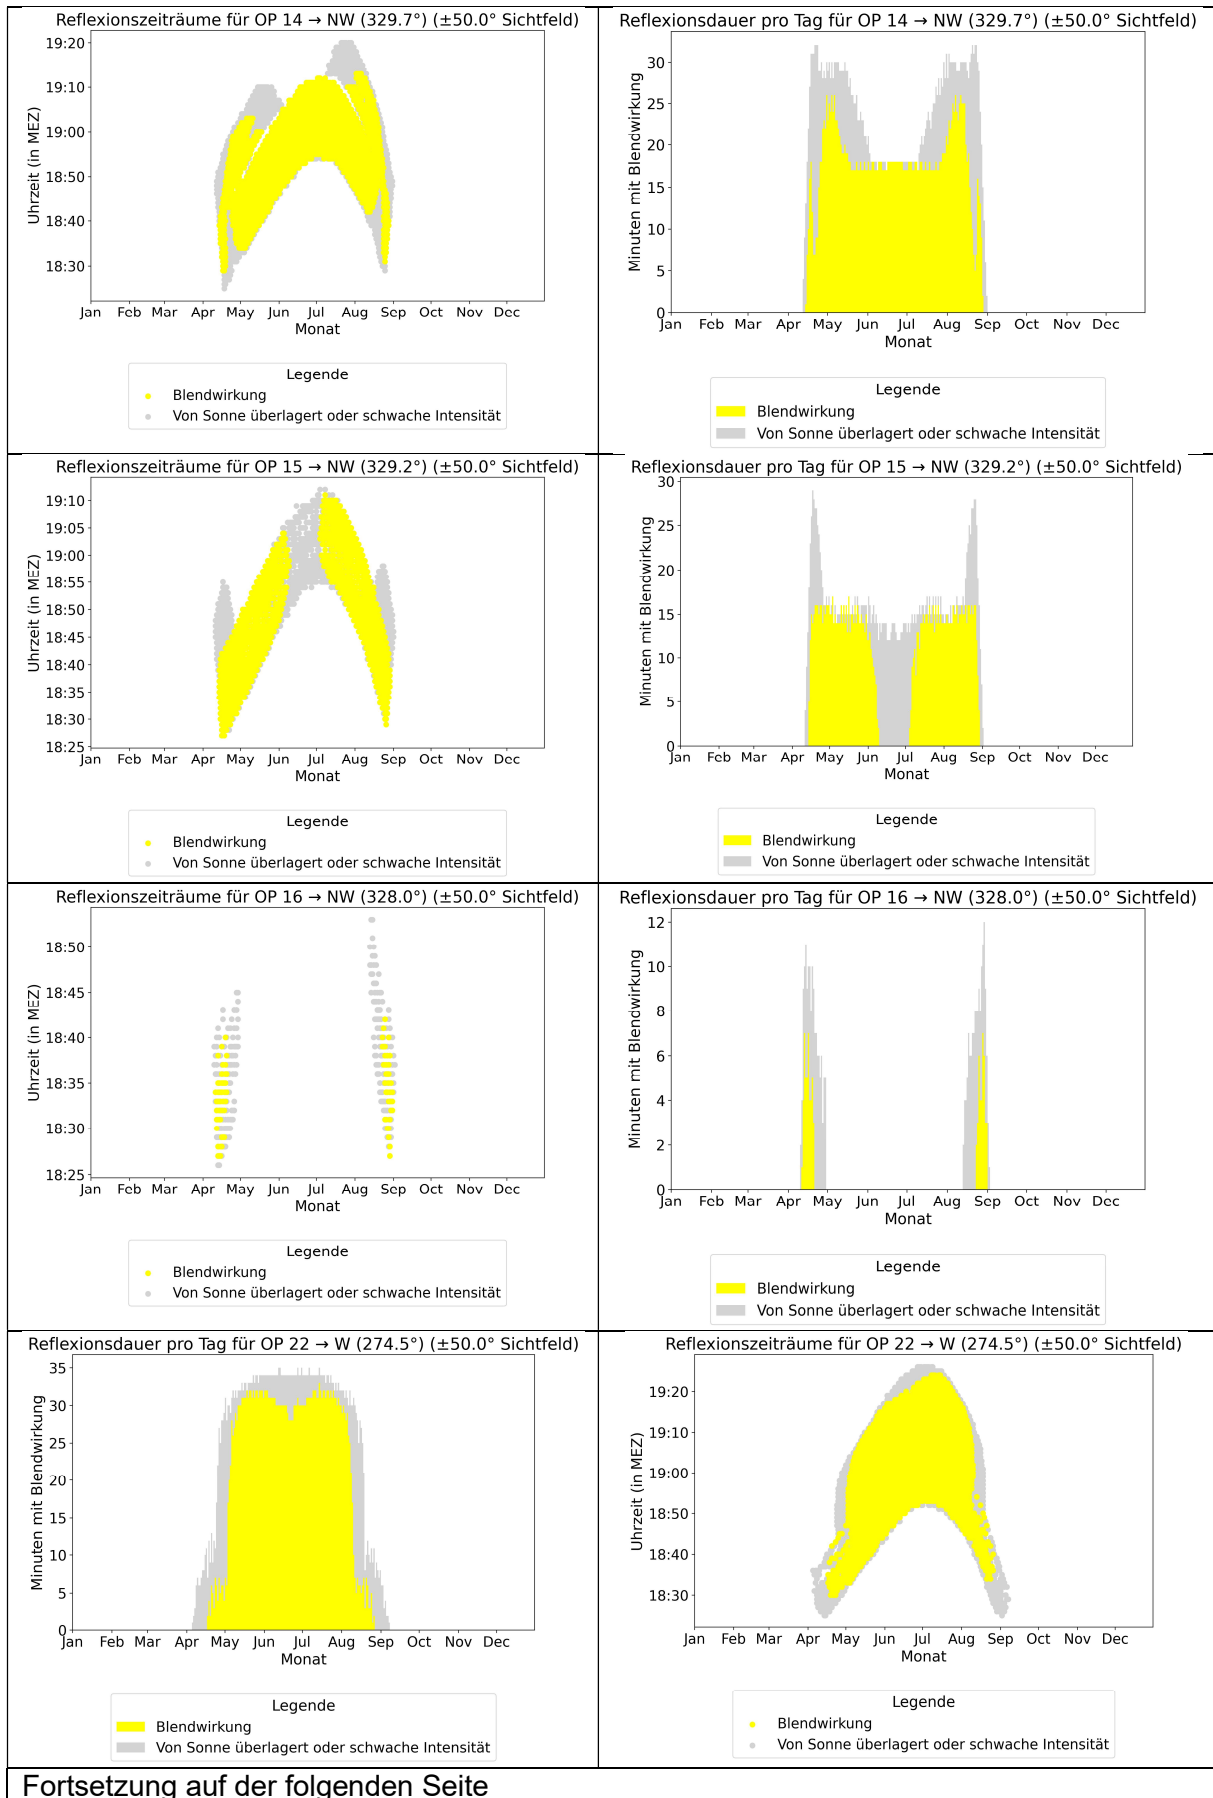 Reflexionszeiträume für OP 14 → NW (329.7°) (±50.0° Sichtfeld)
Uhrzeit (in MEZ)
19:20
19:10
19:00
18:50
18:40
18:30
Jan Feb Mar Apr May Jun Jul Aug Sep Oct Nov Dec
Monat
Legende
Blendwirkung
Von Sonne überlagert oder schwache Intensität
Reflexionsdauer pro Tag für OP 14 → NW (329.7°) (±50.0° Sichtfeld)
Minuten mit Blendwirkung
30
25
20
15
10
5
0
Jan Feb Mar Apr May Jun Jul Aug Sep Oct Nov Dec
Monat
Legende
Blendwirkung
Von Sonne überlagert oder schwache Intensität
Reflexionszeiträume für OP 15 → NW (329.2°) (±50.0° Sichtfeld)
Uhrzeit (in MEZ)
19:10
19:05
19:00
18:55
18:50
18:45
18:40
18:35
18:30
18:25
Jan Feb Mar Apr May Jun Jul Aug Sep Oct Nov Dec
Monat
Legende
Blendwirkung
Von Sonne überlagert oder schwache Intensität
Reflexionsdauer pro Tag für OP 15 → NW (329.2°) (±50.0° Sichtfeld)
Minuten mit Blendwirkung
30
25
20
15
10
5
0
Jan Feb Mar Apr May Jun Jul Aug Sep Oct Nov Dec
Monat
Legende
Blendwirkung
Von Sonne überlagert oder schwache Intensität
Reflexionszeiträume für OP 16 → NW (328.0°) (±50.0° Sichtfeld)
Uhrzeit (in MEZ)
18:50
18:45
18:40
18:35
18:30
18:25
Jan Feb Mar Apr May Jun Jul Aug Sep Oct Nov Dec
Monat
Legende
Blendwirkung
Von Sonne überlagert oder schwache Intensität
Reflexionsdauer pro Tag für OP 16 → NW (328.0°) (±50.0° Sichtfeld)
Minuten mit Blendwirkung
12
10
8
6
4
2
0
Jan Feb Mar Apr May Jun Jul Aug Sep Oct Nov Dec
Monat
Legende
Blendwirkung
Von Sonne überlagert oder schwache Intensität
Reflexionsdauer pro Tag für OP 22 → W (274.5°) (±50.0° Sichtfeld)
Minuten mit Blendwirkung
35
30
25
20
15
10
5
0
Jan Feb Mar Apr May Jun Jul Aug Sep Oct Nov Dec
Monat
Legende
Blendwirkung
Von Sonne überlagert oder schwache Intensität
Reflexionszeiträume für OP 22 → W (274.5°) (±50.0° Sichtfeld)
Uhrzeit (in MEZ)
19:20
19:10
19:00
18:50
18:40
18:30
Jan Feb Mar Apr May Jun Jul Aug Sep Oct Nov Dec
Monat
Legende
Blendwirkung
Von Sonne überlagert oder schwache Intensität
Fortsetzung auf der folgenden Seite